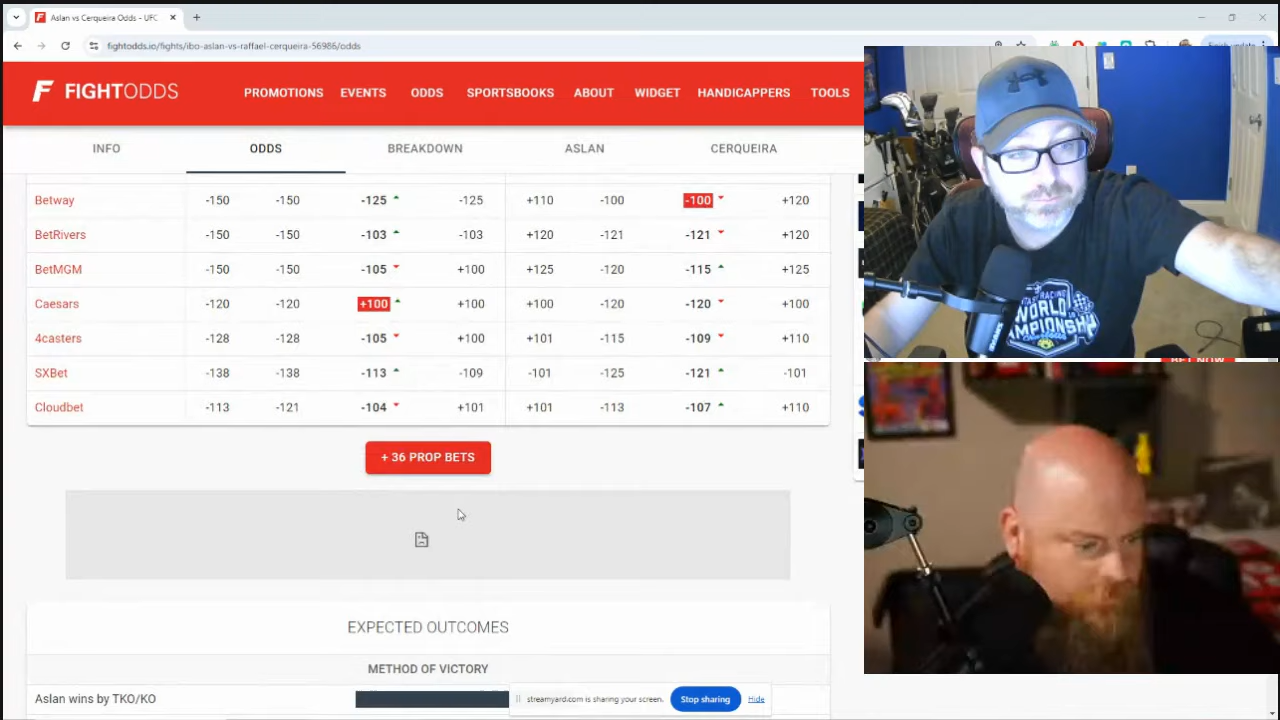 Aslan vs Cerqueira Odds - UFC
fightodds.io/fights/ibo-aslan-vs-raffael-cerqueira-56986/odds
Finish update
FIGHTODDS PROMOTIONS EVENTS ODDS SPORTSBOOKS ABOUT WIDGET HANDICAPPERS TOOLS
INFO ODDS BREAKDOWN ASLAN CERQUEIRA
Betway -150 -150 -125 -125 +110 -100 -100 +120
BetRivers -150 -150 -103 -103 +120 -121 -121 +120
BetMGM -150 -150 -105 +100 +125 -120 -115 +125
Caesars -120 -120 +100 +100 +100 -120 -120 +100
4casters -128 -128 -105 +100 +101 -115 -109 +110
SXBet -138 -138 -113 -109 -101 -125 -121 -101
Cloudbet -113 -121 -104 +101 +101 -113 -107 +110
+ 36 PROP BETS
EXPECTED OUTCOMES
METHOD OF VICTORY
Aslan wins by TKO/KO
streamyard.com is sharing your screen. Stop sharing Hide
WORLD
CHAMPIONSHIP
BET NOW